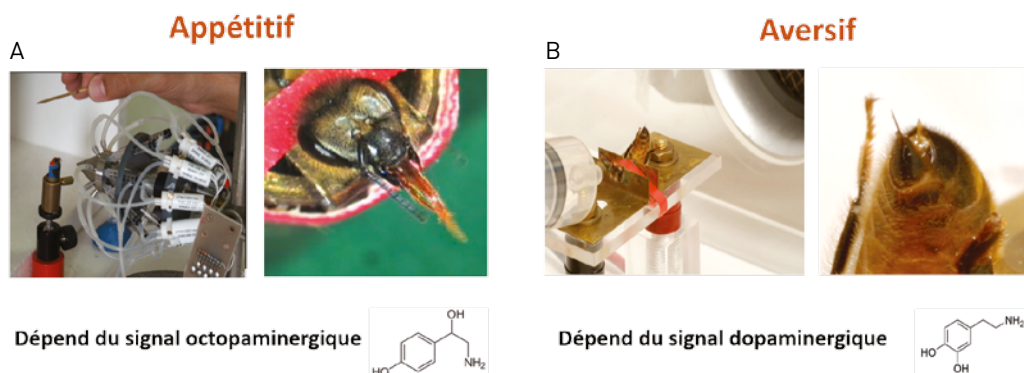 Appétitif
Aversif
A
B
Dépend du signal octopaminergique
OH
NH₂
HO
Dépend du signal dopaminergique
NH₂
HO
OH